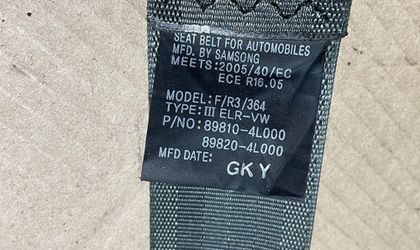 SEAT BELT FOR AUTOMOBILES
MFD. BY SAMSONG
MEETS:2005/40/EC
ECE R16.05
MODEL: F/R3/364
TYPE: III ELR-VW
P/NO: 89810-4L000
89820-4L000
MFD DATE:
GKY